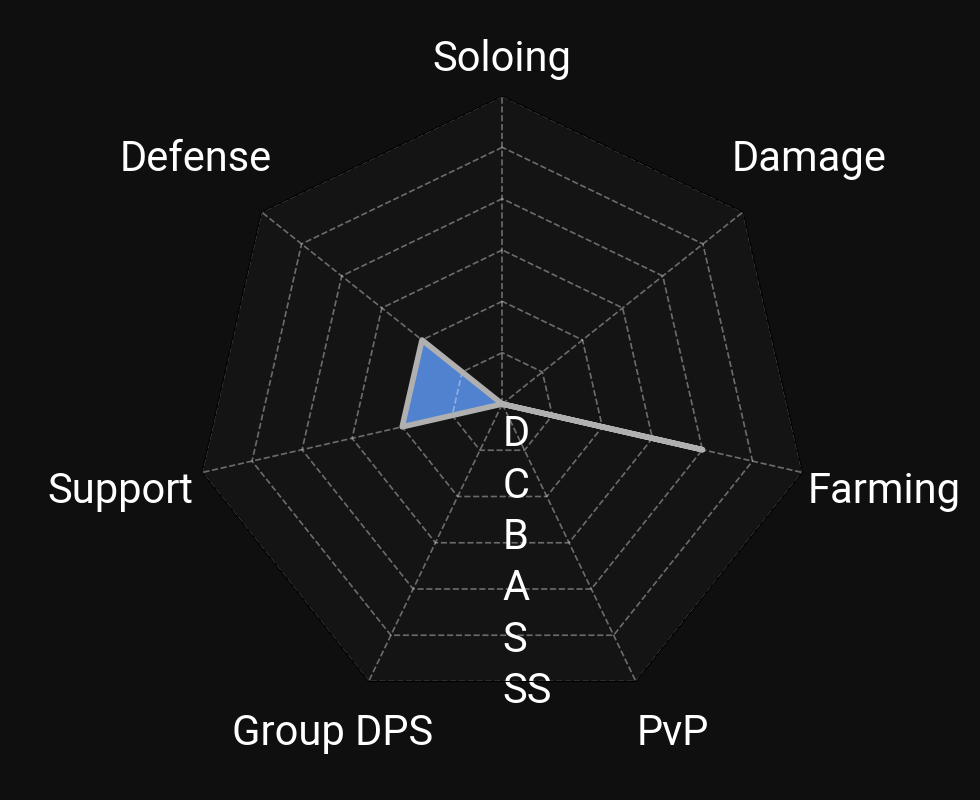 Soloing
Defense
Damage
D
C
Support
Farming
B
A
S
SS
Group DPS
PvP